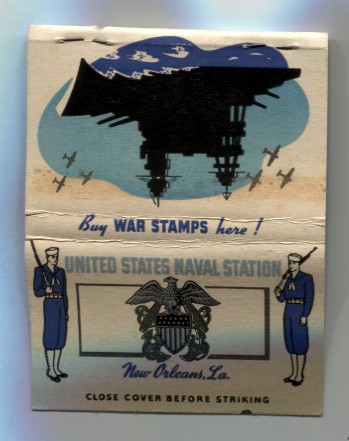 Buy WAR STAMPS here!
UNITED STATES NAVAL STATION
New Orleans, La.
CLOSE COVER BEFORE STRIKING